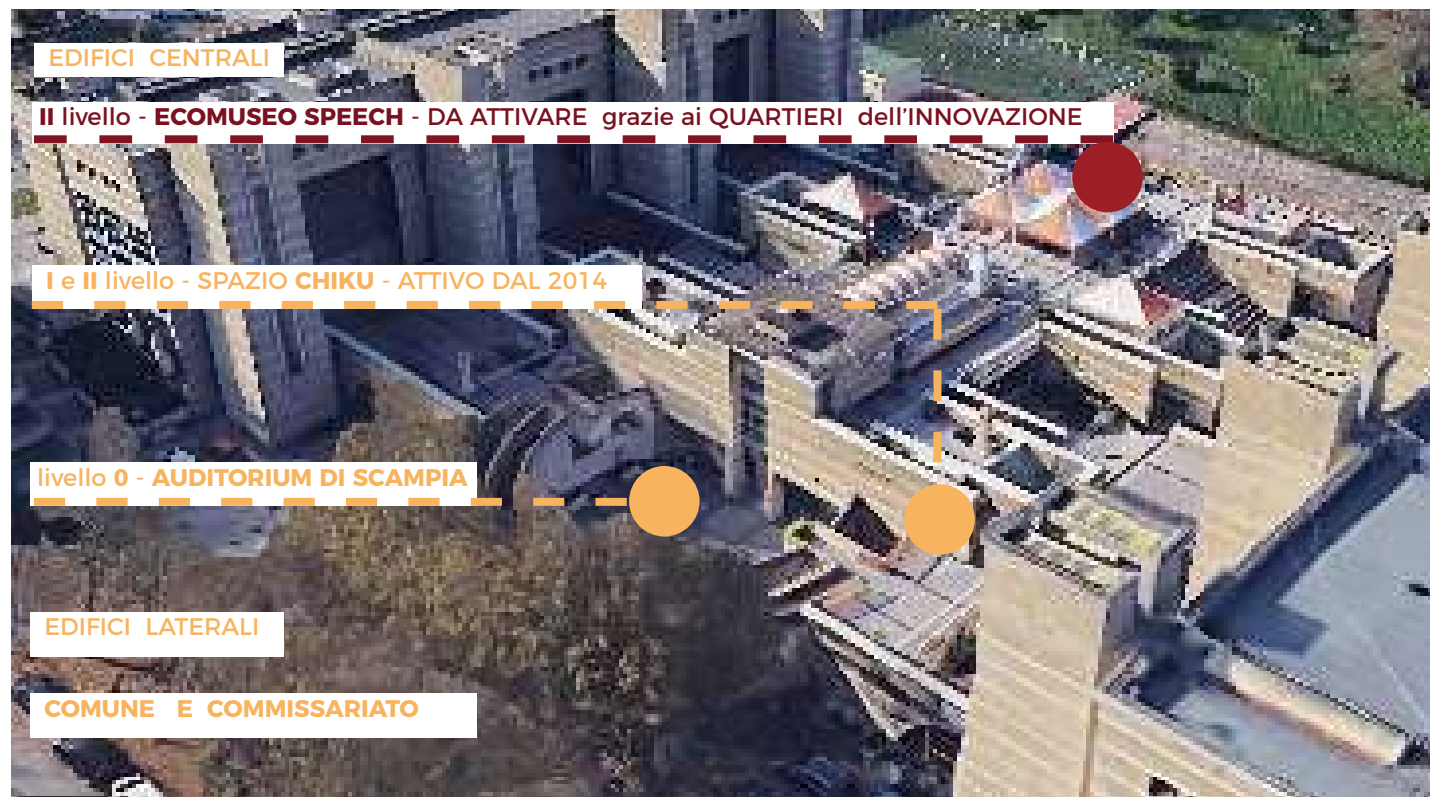 EDIFICI CENTRALI
II livello - ECOMUSEO SPEECH - DA ATTIVARE grazie ai QUARTIERI dell'INNOVAZIONE
I e II livello - SPAZIO CHIKU - ATTIVO DAL 2014
livello 0 - AUDITORIUM DI SCAMPIA
EDIFICI LATERALI
COMUNE E COMMISSARIATO